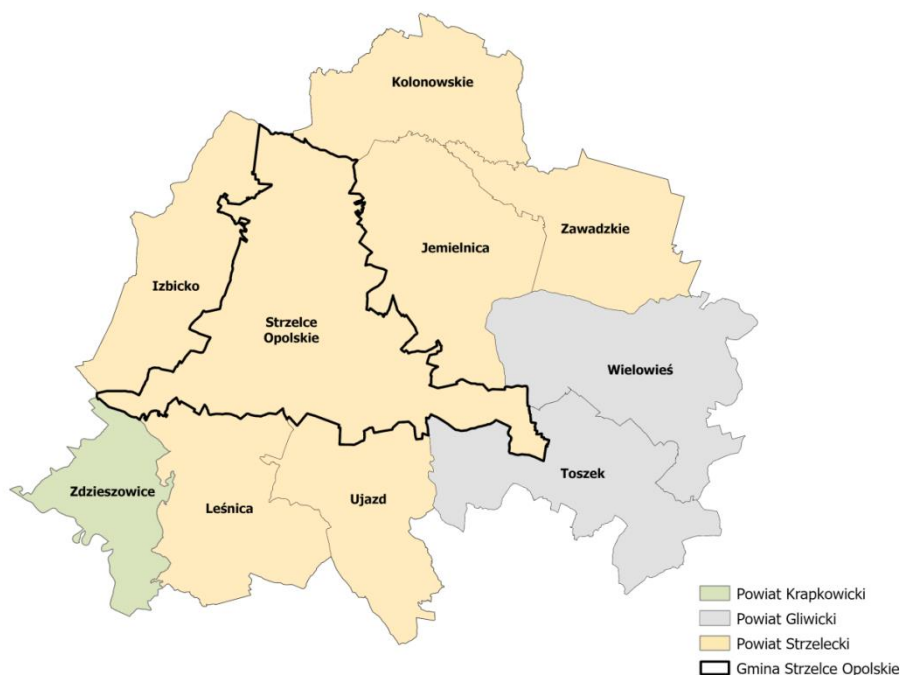 Kolonowskie
Zawadzkie
Jemielnica
Izbicko
Strzelce
Opolskie
Wielowieś
Toszek
Zdzieszowice
Ujazd
Leśnica
Powiat Krapkowicki
Powiat Gliwicki
Powiat Strzelecki
Gmina Strzelce Opolskie